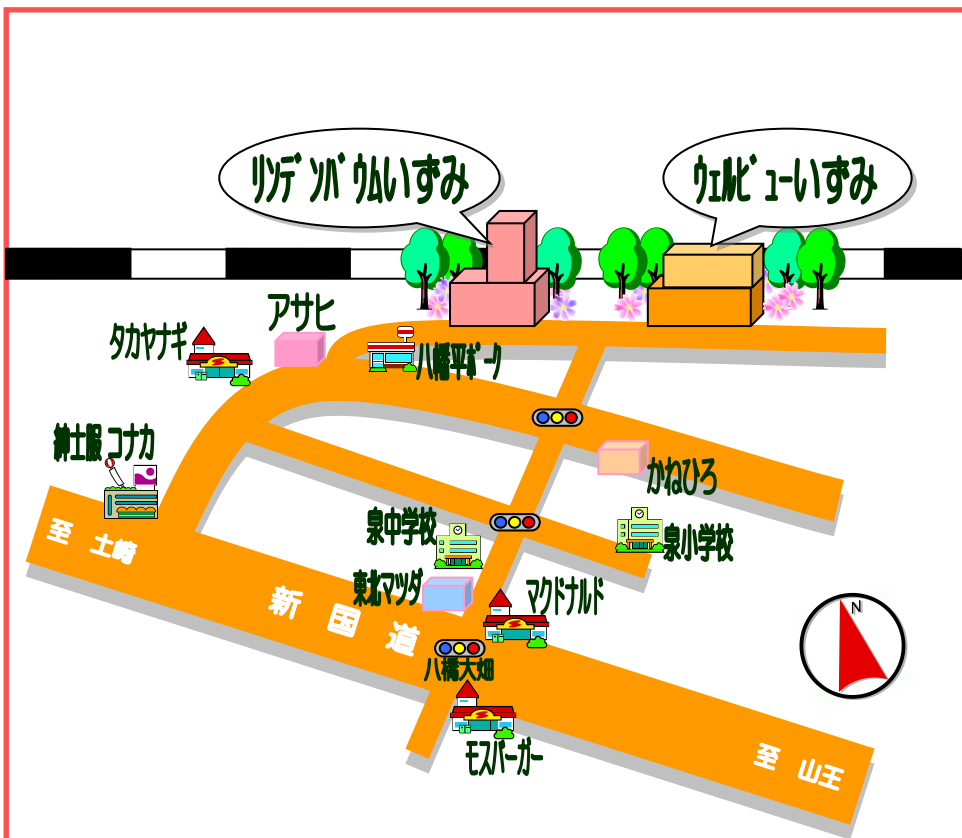 リンデンバウムいずみ
ウェルビューいずみ
アサヒ
タカヤナギ
八幡平ポーク
紳士服 コナカ
かねひろ
泉中学校
泉小学校
至 土崎
東北マツダ
マクドナルド
新国道
N
八橋大畑
モスバーガー
至 山王